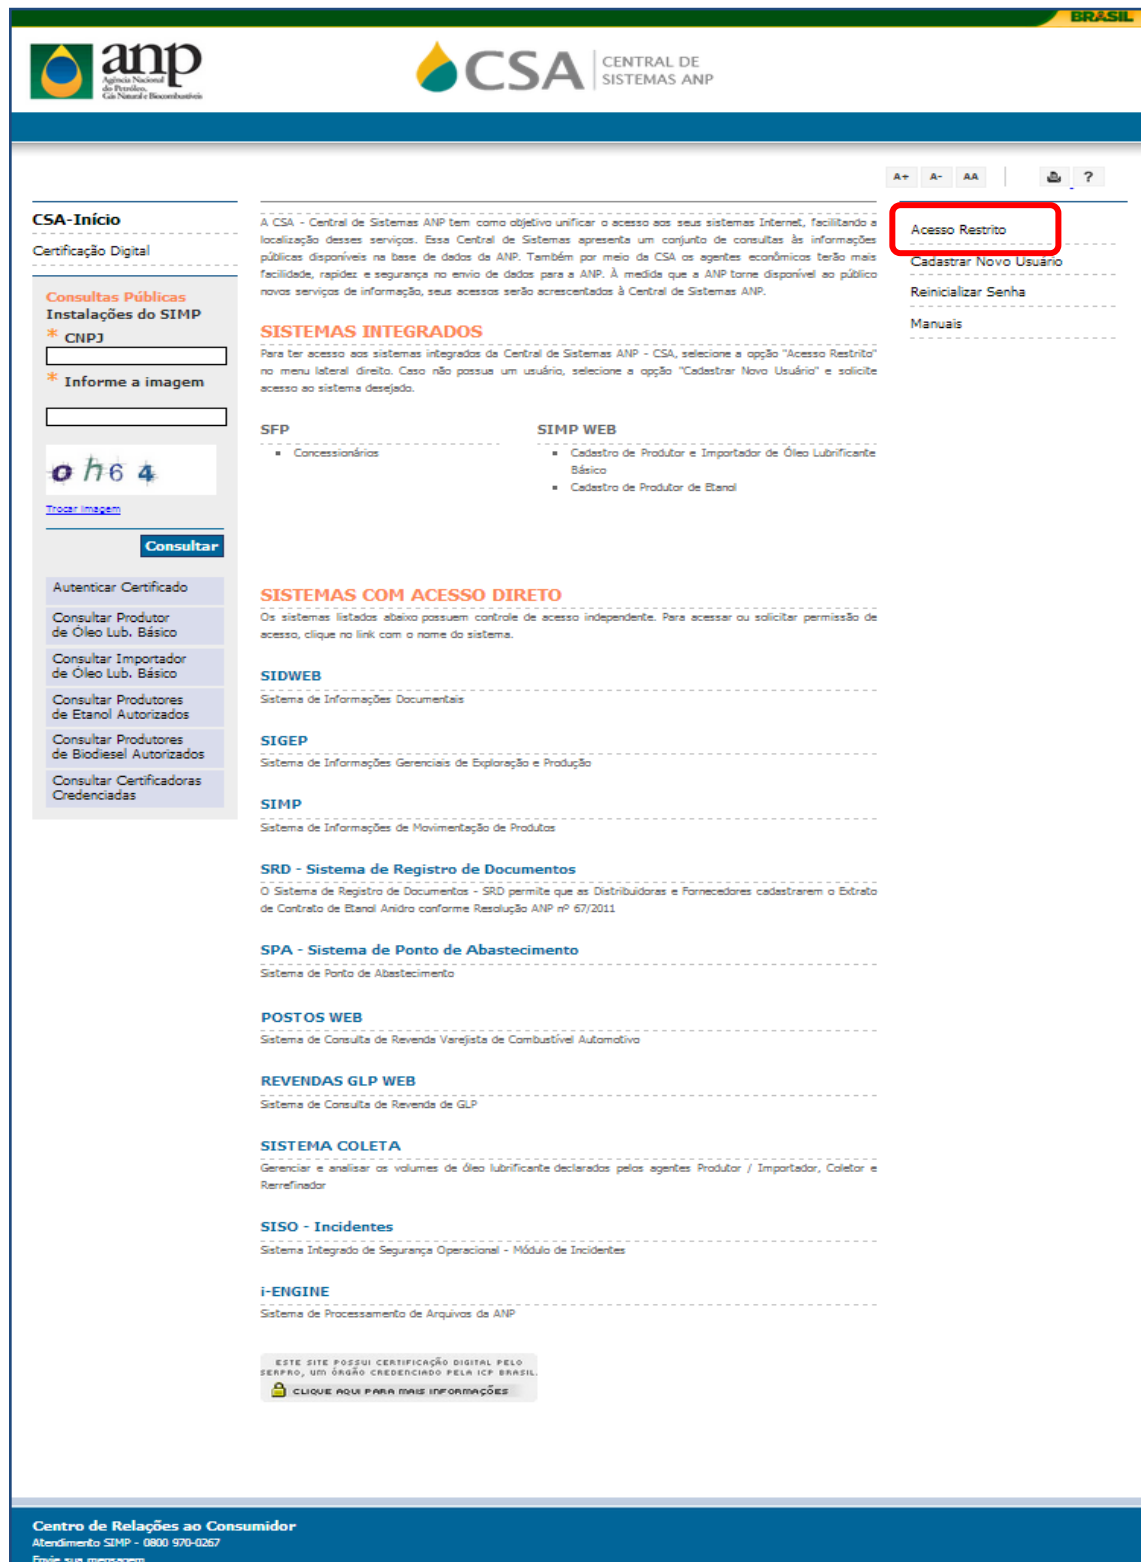 BRASIL
anp
Agência Nacional
do Petróleo,
Gás Natural e Biocombustíveis
CSA
CENTRAL DE
SISTEMAS ANP
A+ A- AA ?
CSA-Início
Certificação Digital
Consultas Públicas
Instalações do SIMP
* CNPJ
* Informe a imagem
oh64
Trocar imagem
Consultar
Autenticar Certificado
Consultar Produtor
de Óleo Lub. Básico
Consultar Importador
de Óleo Lub. Básico
Consultar Produtores
de Etanol Autorizados
Consultar Produtores
de Biodiesel Autorizados
Consultar Certificadoras
Credenciadas
A CSA - Central de Sistemas ANP tem como objetivo unificar o acesso aos seus sistemas Internet, facilitando a
localização desses serviços. Essa Central de Sistemas apresenta um conjunto de consultas às informações
públicas disponíveis na base de dados da ANP. Também por meio da CSA os agentes econômicos terão mais
facilidade, rapidez e segurança no envio de dados para a ANP. À medida que a ANP torne disponível ao público
novos serviços de informação, seus acessos serão acrescentados à Central de Sistemas ANP.
SISTEMAS INTEGRADOS
Para ter acesso aos sistemas integrados da Central de Sistemas ANP - CSA, selecione a opção "Acesso Restrito"
no menu lateral direito. Caso não possua um usuário, selecione a opção "Cadastrar Novo Usuário" e solicite
acesso ao sistema desejado.
SFP
Concessionários
SIMP WEB
Cadastro de Produtor e Importador de Óleo Lubrificante
Básico
Cadastro de Produtor de Etanol
SISTEMAS COM ACESSO DIRETO
Os sistemas listados abaixo possuem controle de acesso independente. Para acessar ou solicitar permissão de
acesso, clique no link com o nome do sistema.
SIDWEB
Sistema de Informações Documentais
SIGEP
Sistema de Informações Gerenciais de Exploração e Produção
SIMP
Sistema de Informações de Movimentação de Produtos
SRD - Sistema de Registro de Documentos
O Sistema de Registro de Documentos - SRD permite que as Distribuidoras e Fornecedores cadastrarem o Extrato
de Contrato de Etanol Anidro conforme Resolução ANP nº 67/2011
SPA - Sistema de Ponto de Abastecimento
Sistema de Ponto de Abastecimento
POSTOS WEB
Sistema de Consulta de Revenda Varejista de Combustível Automotivo
REVENDAS GLP WEB
Sistema de Consulta de Revenda de GLP
SISTEMA COLETA
Gerenciar e analisar os volumes de óleo lubrificante declarados pelos agentes Produtor / Importador, Coletor e
Rerrefinador
SISO - Incidentes
Sistema Integrado de Segurança Operacional - Módulo de Incidentes
i-ENGINE
Sistema de Processamento de Arquivos da ANP
ESTE SITE POSSUI CERTIFICAÇÃO DIGITAL PELO
SERPRO, UM ÓRGÃO CREDENCIADO PELA ICP BRASIL.
CLIQUE AQUI PARA MAIS INFORMAÇÕES
Acesso Restrito
Cadastrar Novo Usuário
Reinicializar Senha
Manuais
Centro de Relações ao Consumidor
Atendimento SIMP - 0800 970-0267
Envie sua mensagem